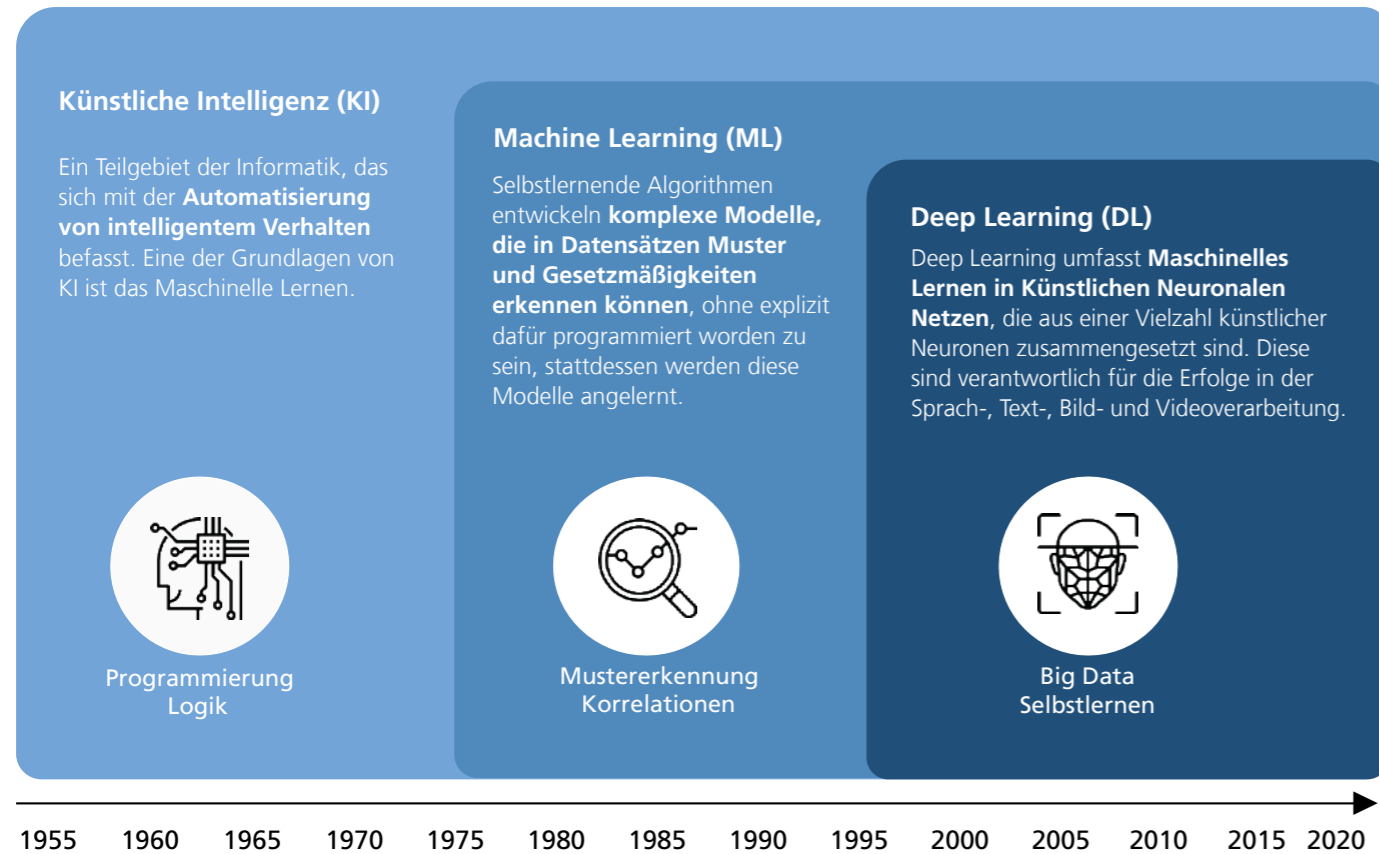 Künstliche Intelligenz (KI)
Ein Teilgebiet der Informatik, das
sich mit der Automatisierung
von intelligentem Verhalten
befasst. Eine der Grundlagen von
KI ist das Maschinelle Lernen.
Programmierung
Logik
Machine Learning (ML)
Selbstlernende Algorithmen
entwickeln komplexe Modelle,
die in Datensätzen Muster
und Gesetzmäßigkeiten
erkennen können, ohne explizit
dafür programmiert worden zu
sein, stattdessen werden diese
Modelle angelernt.
Mustererkennung
Korrelationen
Deep Learning (DL)
Deep Learning umfasst Maschinelles
Lernen in Künstlichen Neuronalen
Netzen, die aus einer Vielzahl künstlicher
Neuronen zusammengesetzt sind. Diese
sind verantwortlich für die Erfolge in der
Sprach-, Text-, Bild- und Videoverarbeitung.
Big Data
Selbstlernen
1955 1960 1965 1970 1975 1980 1985 1990 1995 2000 2005 2010 2015 2020